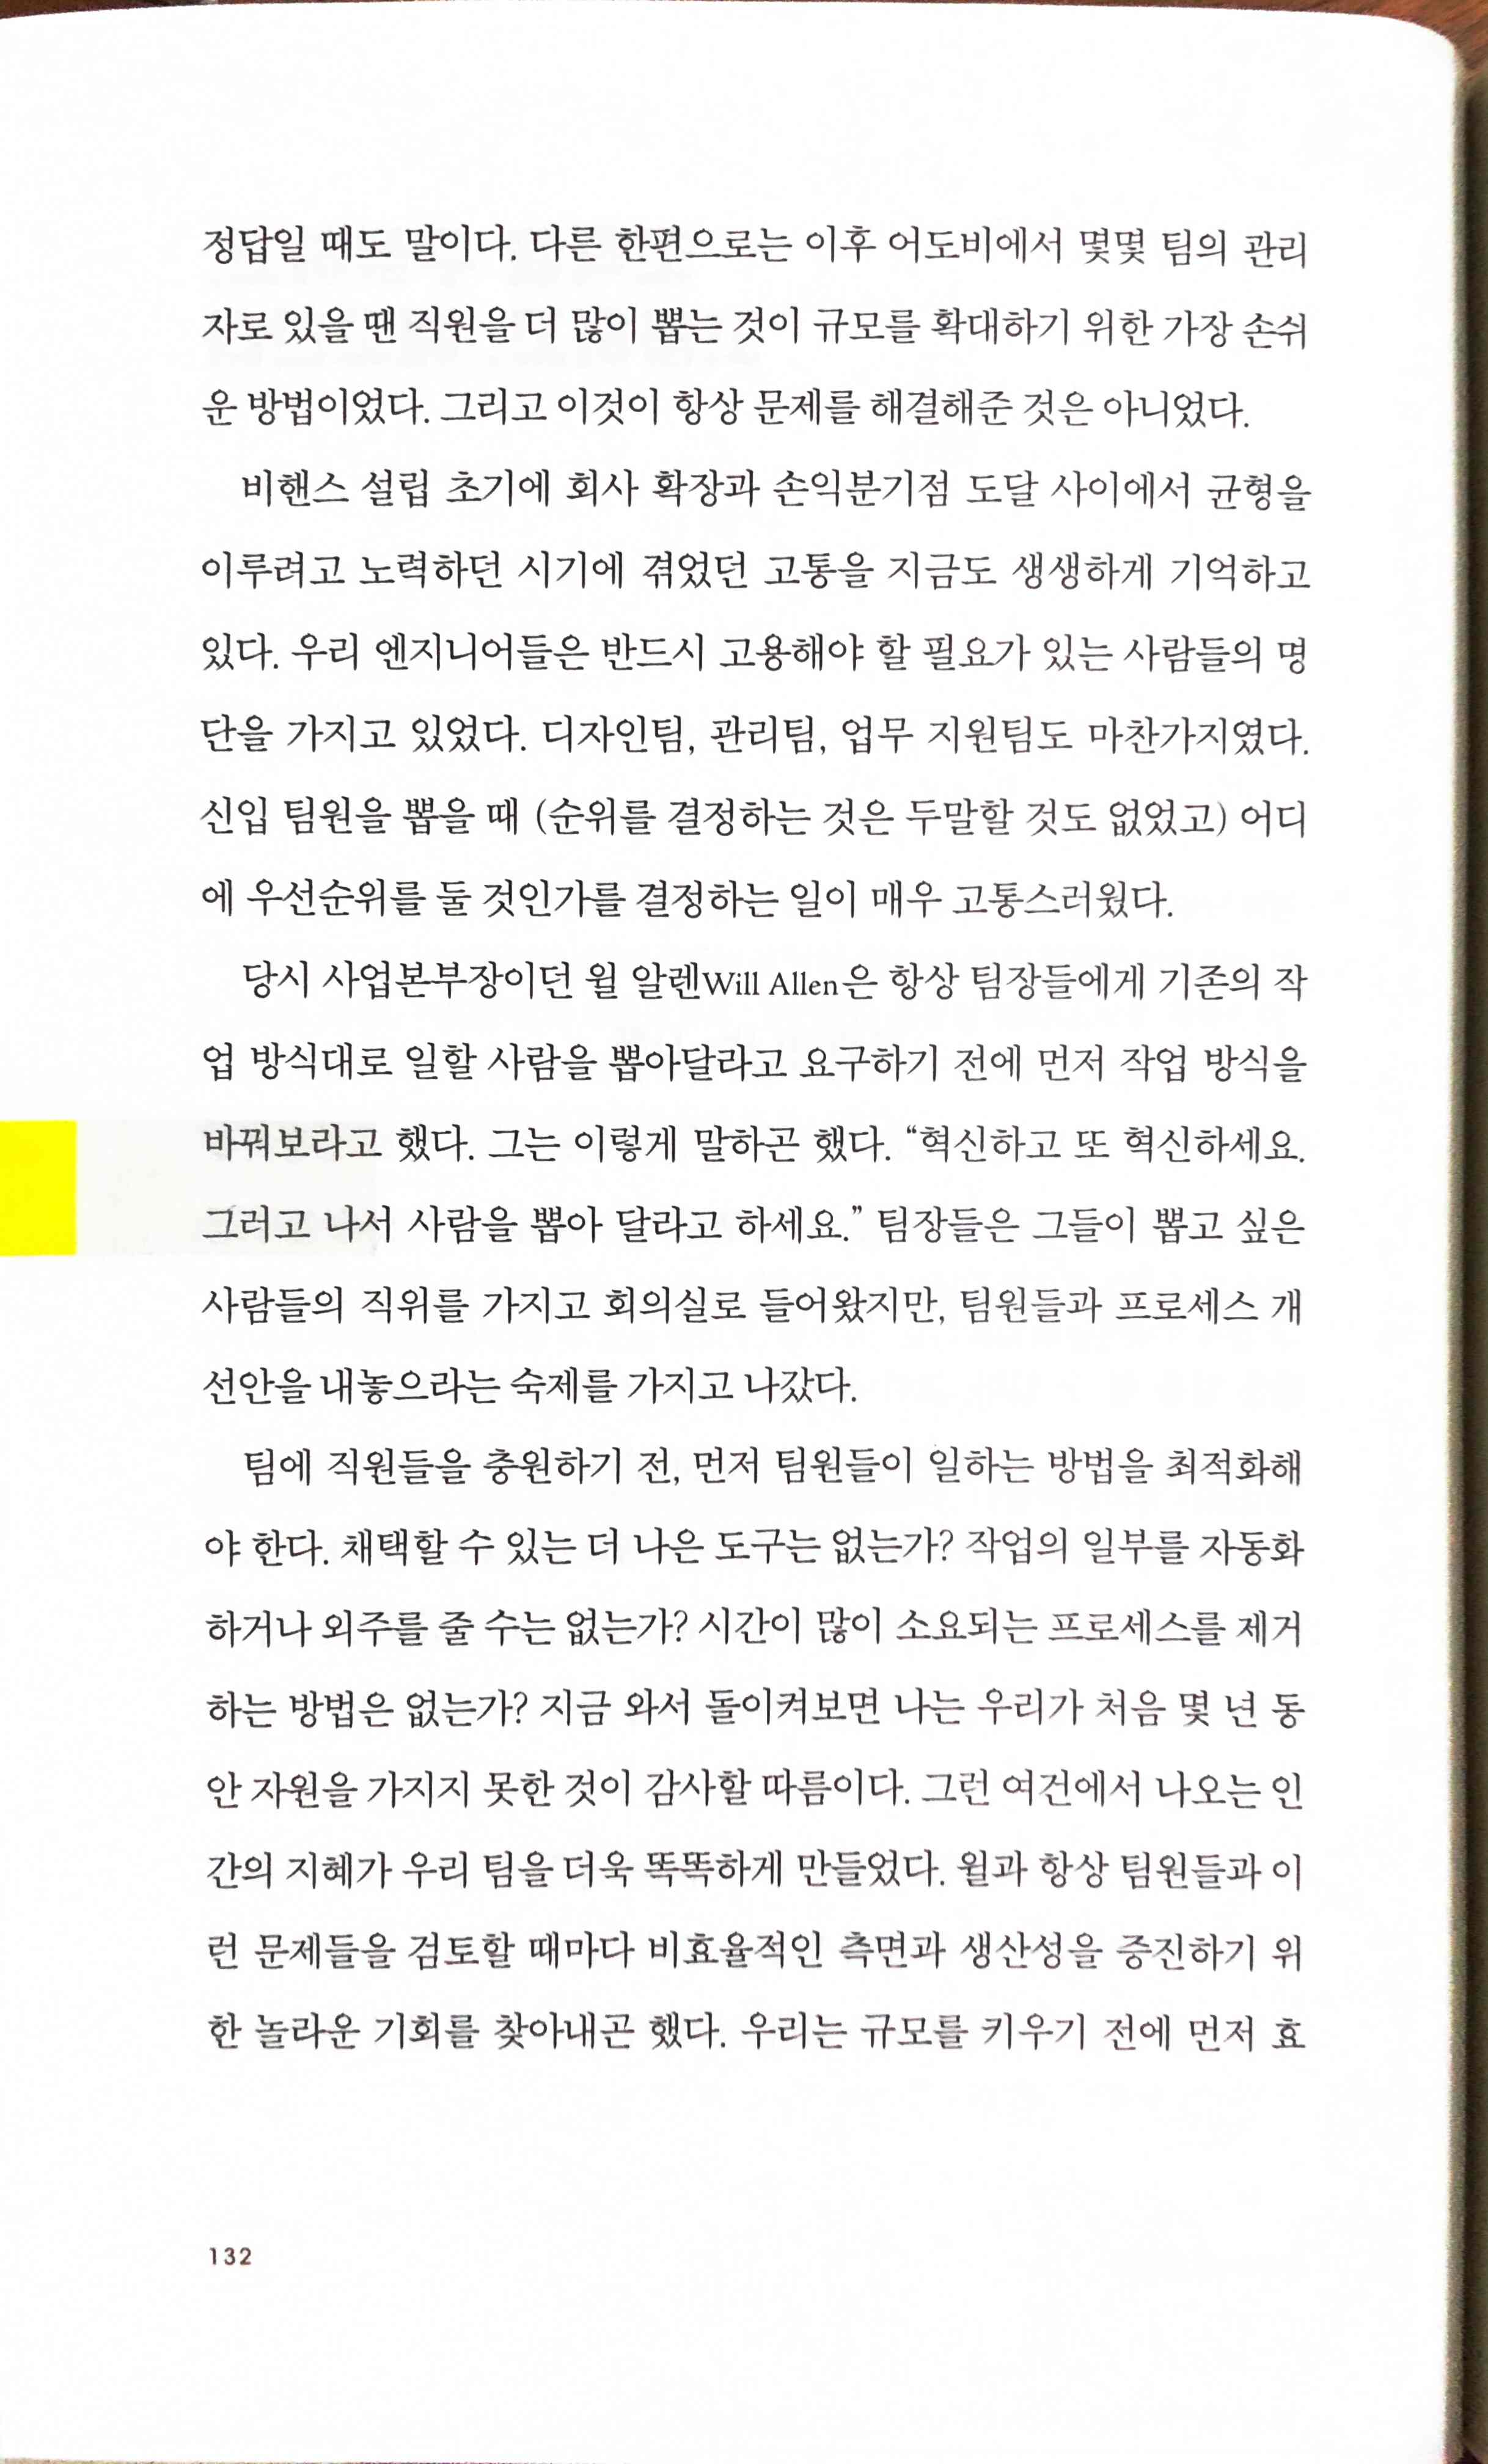 정답일 때도 말이다. 다른 한편으로는 이후 어도비에서 몇몇 팀의 관리
자로 있을 땐 직원을 더 많이 뽑는 것이 규모를 확대하기 위한 가장 손쉬
운 방법이었다. 그리고 이것이 항상 문제를 해결해준 것은 아니었다.
비핸스 설립 초기에 회사 확장과 손익분기점 도달 사이에서 균형을
이루려고 노력하던 시기에 겪었던 고통을 지금도 생생하게 기억하고
있다. 우리 엔지니어들은 반드시 고용해야 할 필요가 있는 사람들의 명
단을 가지고 있었다. 디자인팀, 관리팀, 업무 지원팀도 마찬가지였다.
신입 팀원을 뽑을 때 (순위를 결정하는 것은 두말할 것도 없었고) 어디
에 우선순위를 둘 것인가를 결정하는 일이 매우 고통스러웠다.
당시 사업본부장이던 윌 알렌Will Allen은 항상 팀장들에게 기존의 작
업 방식대로 일할 사람을 뽑아달라고 요구하기 전에 먼저 작업 방식을
바꿔보라고 했다. 그는 이렇게 말하곤 했다. “혁신하고 또 혁신하세요.
그러고 나서 사람을 뽑아 달라고 하세요.” 팀장들은 그들이 뽑고 싶은
사람들의 직위를 가지고 회의실로 들어왔지만, 팀원들과 프로세스 개
선안을 내놓으라는 숙제를 가지고 나갔다.
팀에 직원들을 충원하기 전, 먼저 팀원들이 일하는 방법을 최적화해
야 한다. 채택할 수 있는 더 나은 도구는 없는가? 작업의 일부를 자동화
하거나 외주를 줄 수는 없는가? 시간이 많이 소요되는 프로세스를 제거
하는 방법은 없는가? 지금 와서 돌이켜보면 나는 우리가 처음 몇 년 동
안 자원을 가지지 못한 것이 감사할 따름이다. 그런 여건에서 나오는 인
간의 지혜가 우리 팀을 더욱 똑똑하게 만들었다. 윌과 항상 팀원들과 이
런 문제들을 검토할 때마다 비효율적인 측면과 생산성을 증진하기 위
한 놀라운 기회를 찾아내곤 했다. 우리는 규모를 키우기 전에 먼저 효
132